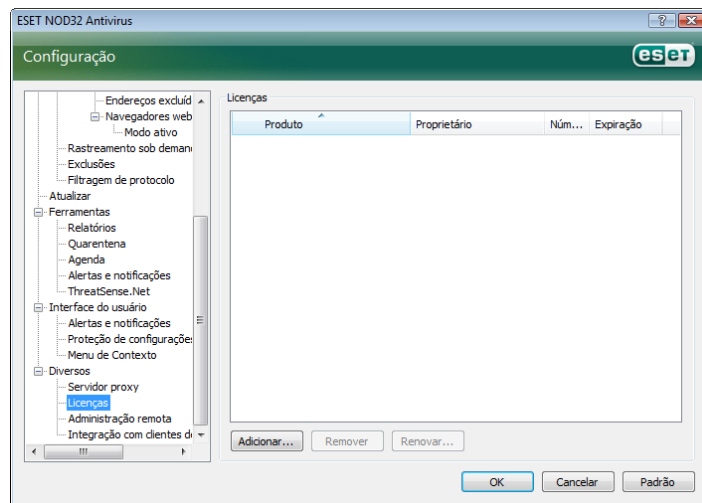 ESET NOD32 Antivirus
Configuração
eset
Endereços excluíd
Navegadores web
Modo ativo
Rastreamento sob deman
Exclusões
Filtragem de protocolo
Atualizar
Ferramentas
Relatórios
Quarentena
Agenda
Alertas e notificações
ThreatSense.Net
Interface do usuário
Alertas e notificações
Proteção de configurações
Menu de Contexto
Diversos
Servidor proxy
Licenças
Administração remota
Integração com clientes d
Licenças
Produto Proprietário Núm... Expiração
Adicionar... Remover Renovar...
OK Cancelar Padrão